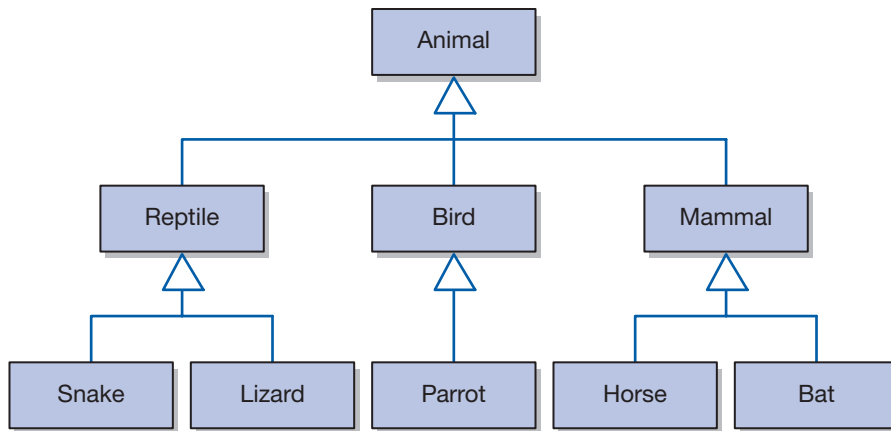 Animal
Reptile
Bird
Mammal
Snake
Lizard
Parrot
Horse
Bat